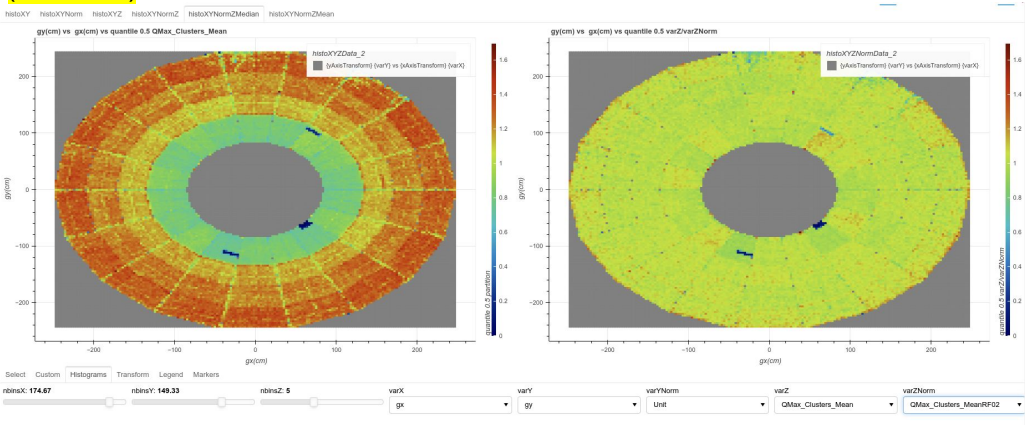 histoXY histoXYNorm histoXYZ histoXYNormZ histoXYNormZMedian histoXYNormZMean
gy(cm) vs gx(cm) vs quantile 0.5 QMax_Clusters_Mean
histoXYZData_2
{yAxisTransform} {varY} vs {xAxisTransform} {varX}
200
100
0
−100
−200
gy(cm)
−200 −100 0 100 200
gx(cm)
1.6
1.4
1.2
1
0.8
0.6
0.4
0.2
0
quantile 0.5 partition
gy(cm) vs gx(cm) vs quantile 0.5 varZ/varZNorm
histoXYZNormData_2
{yAxisTransform} {varY} vs {xAxisTransform} {varX}
200
100
0
−100
−200
gy(cm)
−200 −100 0 100 200
gx(cm)
1.6
1.4
1.2
1
0.8
0.6
0.4
0.2
0
quantile 0.5 varZ/varZNorm
Select Custom Histograms Transform Legend Markers
nbinsX: 174.67 nbinsY: 149.33 nbinsZ: 5 varX varY varYNorm varZ varZNorm
gx gy Unit QMax_Clusters_Mean QMax_Clusters_MeanRF02